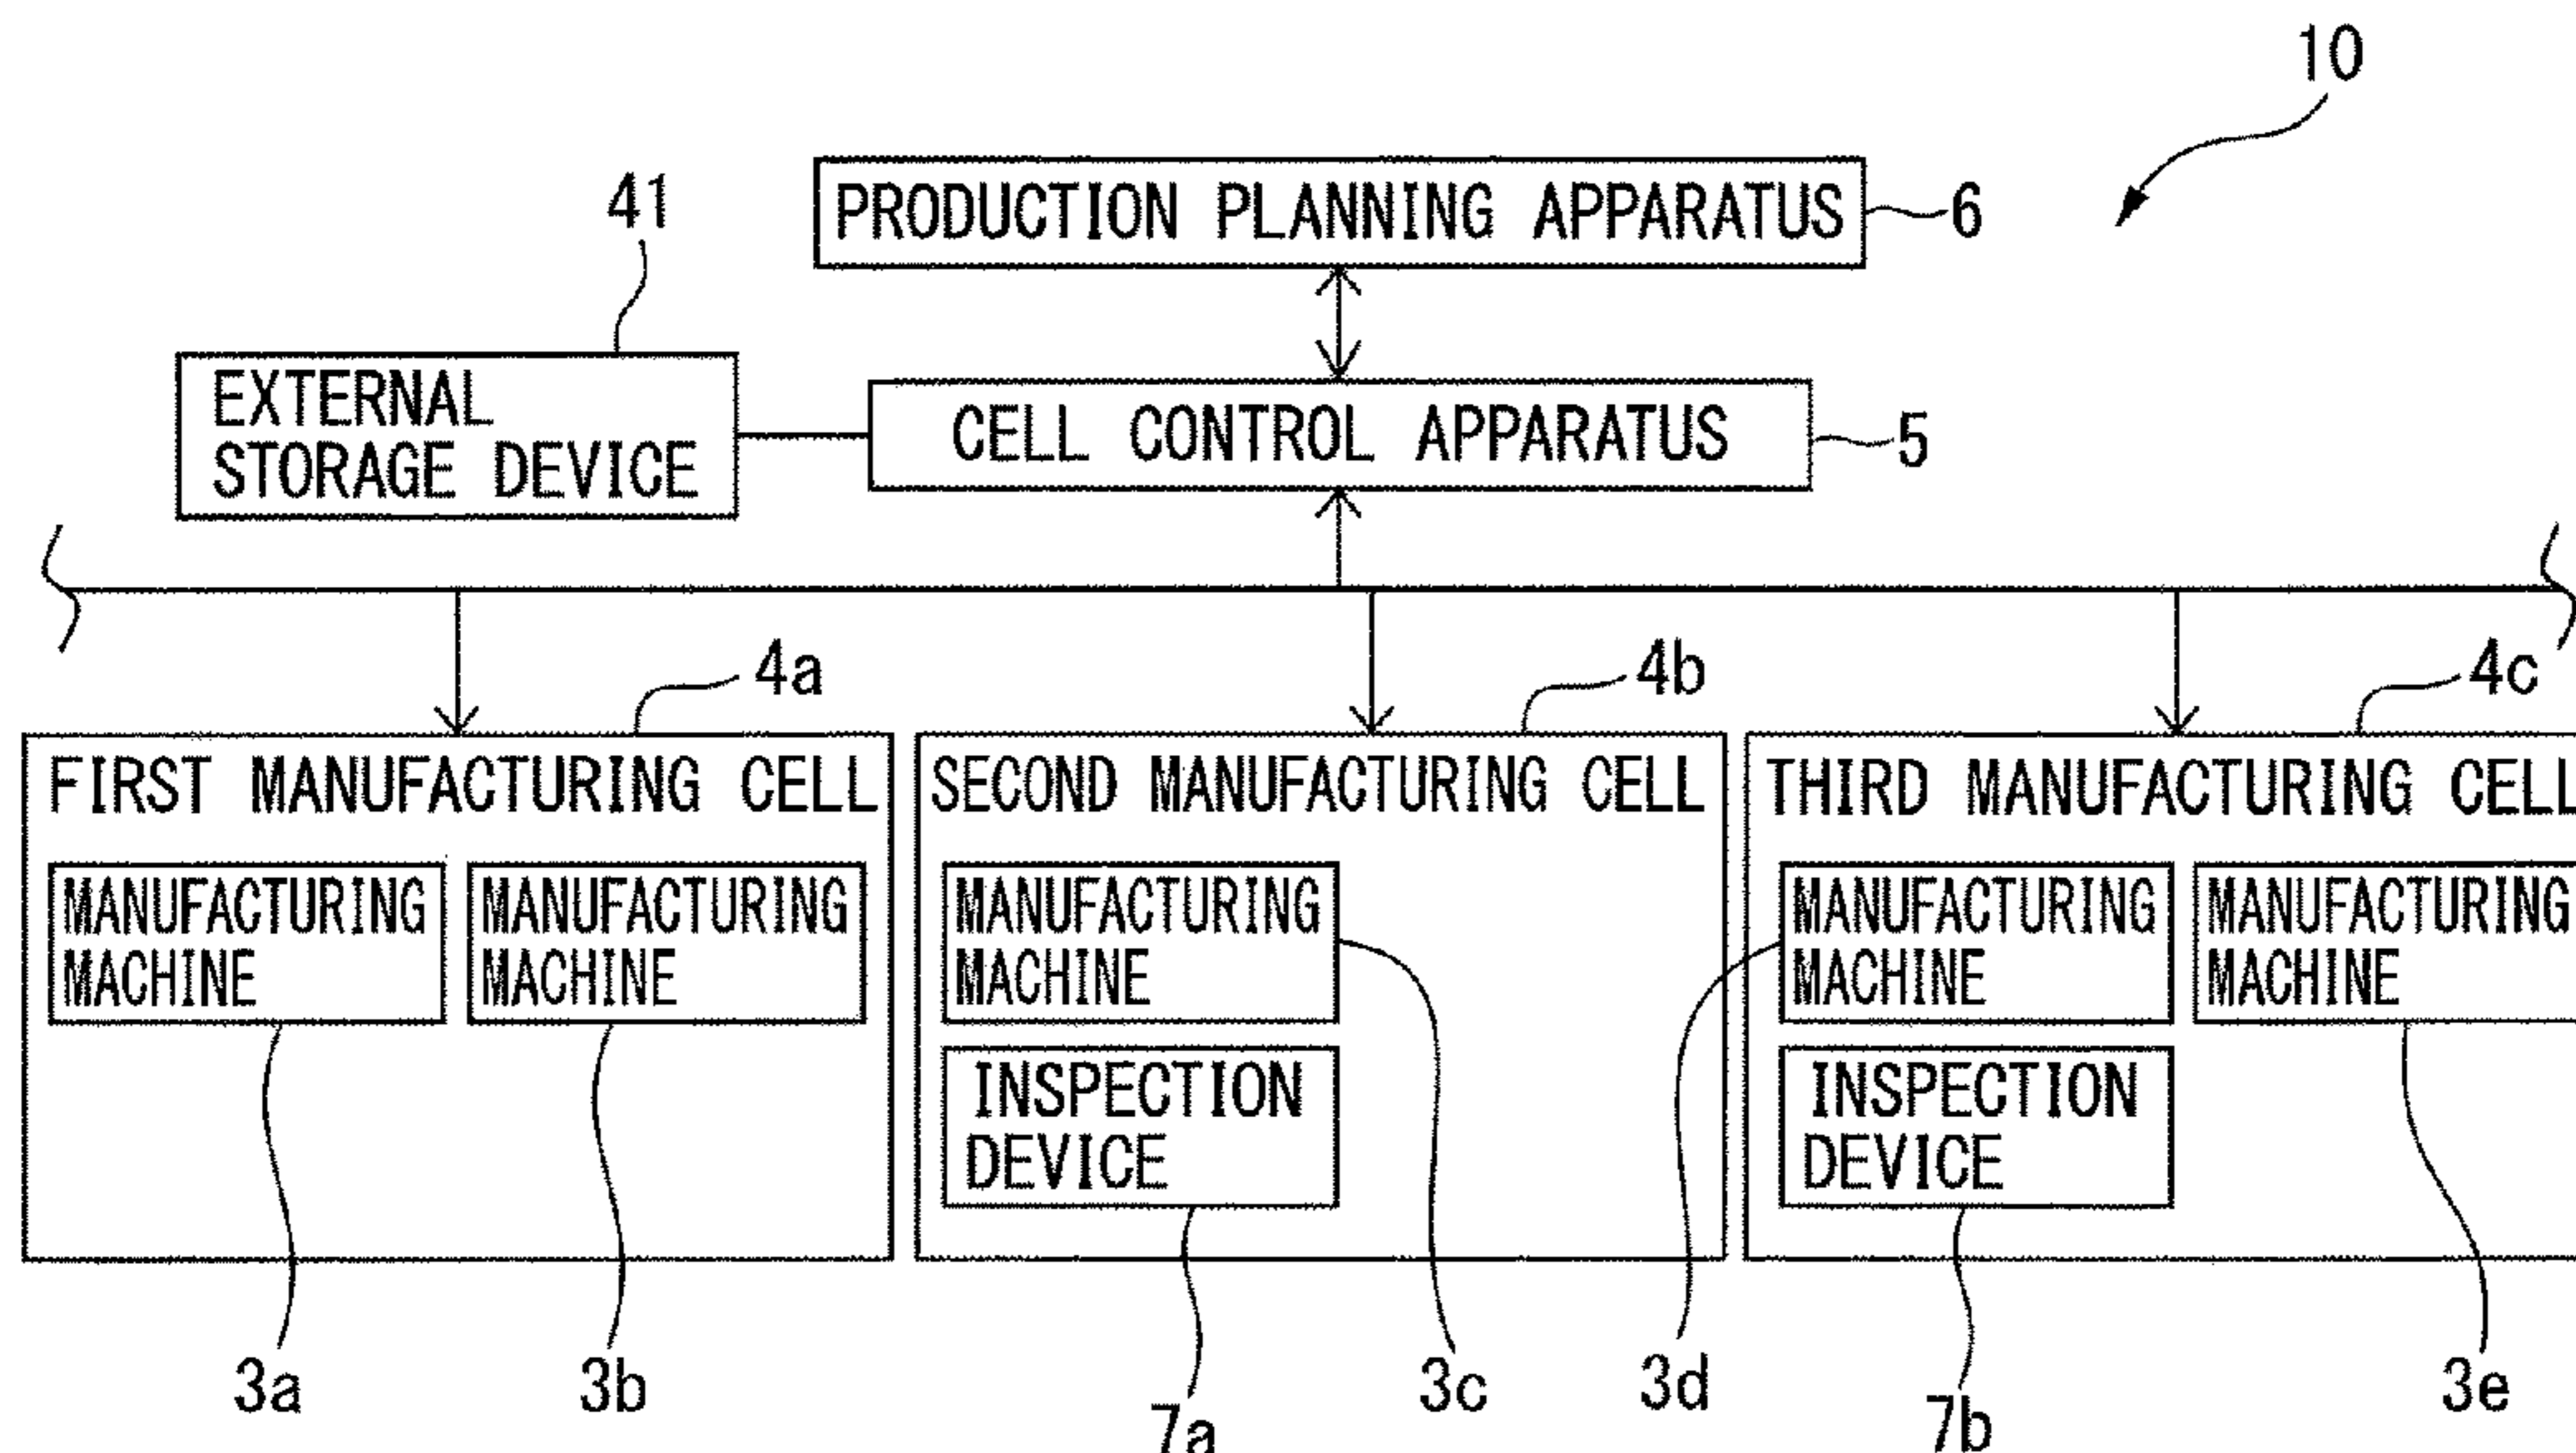 10
PRODUCTION PLANNING APPARATUS
6
41
EXTERNAL
STORAGE DEVICE
CELL CONTROL APPARATUS
5
4a
4b
4c
FIRST MANUFACTURING CELL
SECOND MANUFACTURING CELL
THIRD MANUFACTURING CELL
MANUFACTURING
MACHINE
MANUFACTURING
MACHINE
MANUFACTURING
MACHINE
MANUFACTURING
MACHINE
MANUFACTURING
MACHINE
INSPECTION
DEVICE
INSPECTION
DEVICE
3a
3b
7a
3c
3d
7b
3e